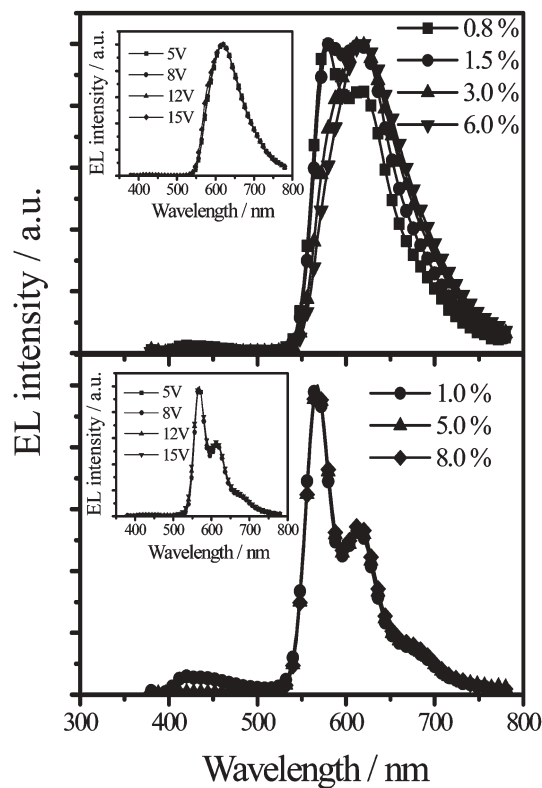 EL intensity / a.u.
0.8 %
1.5 %
3.0 %
6.0 %
EL intensity / a.u.
5V
8V
12V
15V
400 500 600 700 800
Wavelength / nm
1.0 %
5.0 %
8.0 %
EL intensity / a.u.
5V
8V
12V
15V
400 500 600 700 800
Wavelength / nm
300 400 500 600 700 800
Wavelength / nm